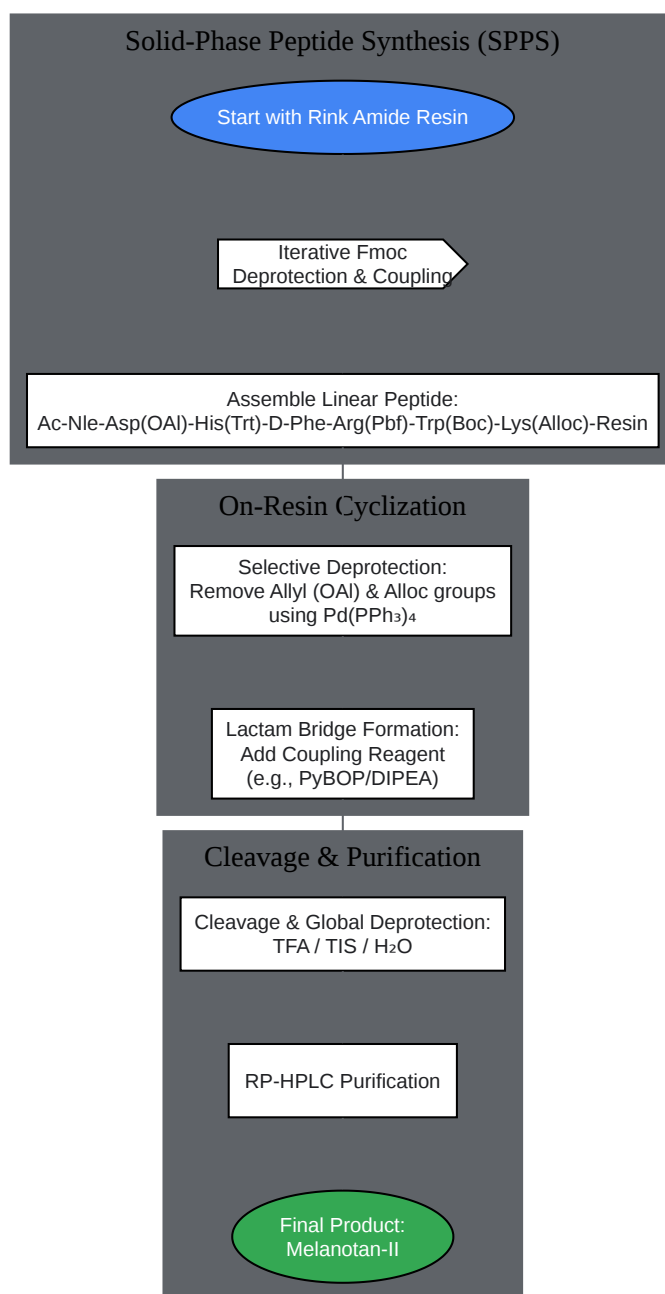 Solid-Phase Peptide Synthesis (SPPS)
Start with Rink Amide Resin
Iterative Fmoc
Deprotection & Coupling
Assemble Linear Peptide:
Ac-Nle-Asp(OAl)-His(Trt)-D-Phe-Arg(Pbf)-Trp(Boc)-Lys(Alloc)-Resin
On-Resin Cyclization
Selective Deprotection:
Remove Allyl (OAl) & Alloc groups
using Pd(PPh₃)₄
Lactam Bridge Formation:
Add Coupling Reagent
(e.g., PyBOP/DIPEA)
Cleavage & Purification
Cleavage & Global Deprotection:
TFA / TIS / H₂O
RP-HPLC Purification
Final Product:
Melanotan-II